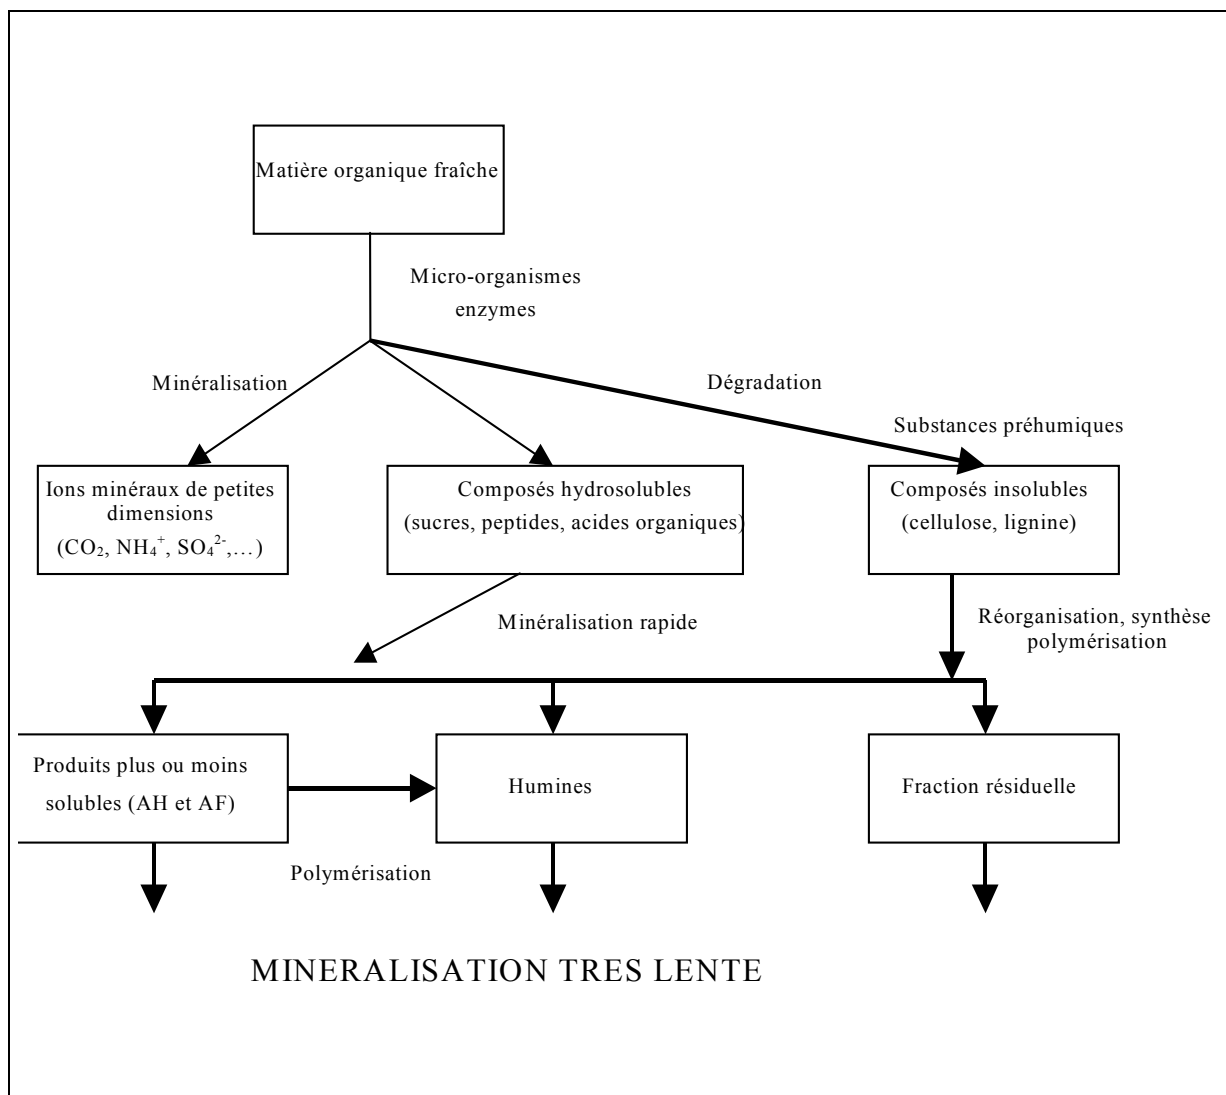 Matière organique fraîche
Micro-organismes
enzymes
Minéralisation
Dégradation
Substances préhumiques
Ions minéraux de petites
dimensions
(CO₂, NH₄⁺, SO₄²⁻,…)
Composés hydrosolubles
(sucres, peptides, acides organiques)
Composés insolubles
(cellulose, lignine)
Minéralisation rapide
Réorganisation, synthèse
polymérisation
Produits plus ou moins
solubles (AH et AF)
Humines
Fraction résiduelle
Polymérisation
MINERALISATION TRES LENTE